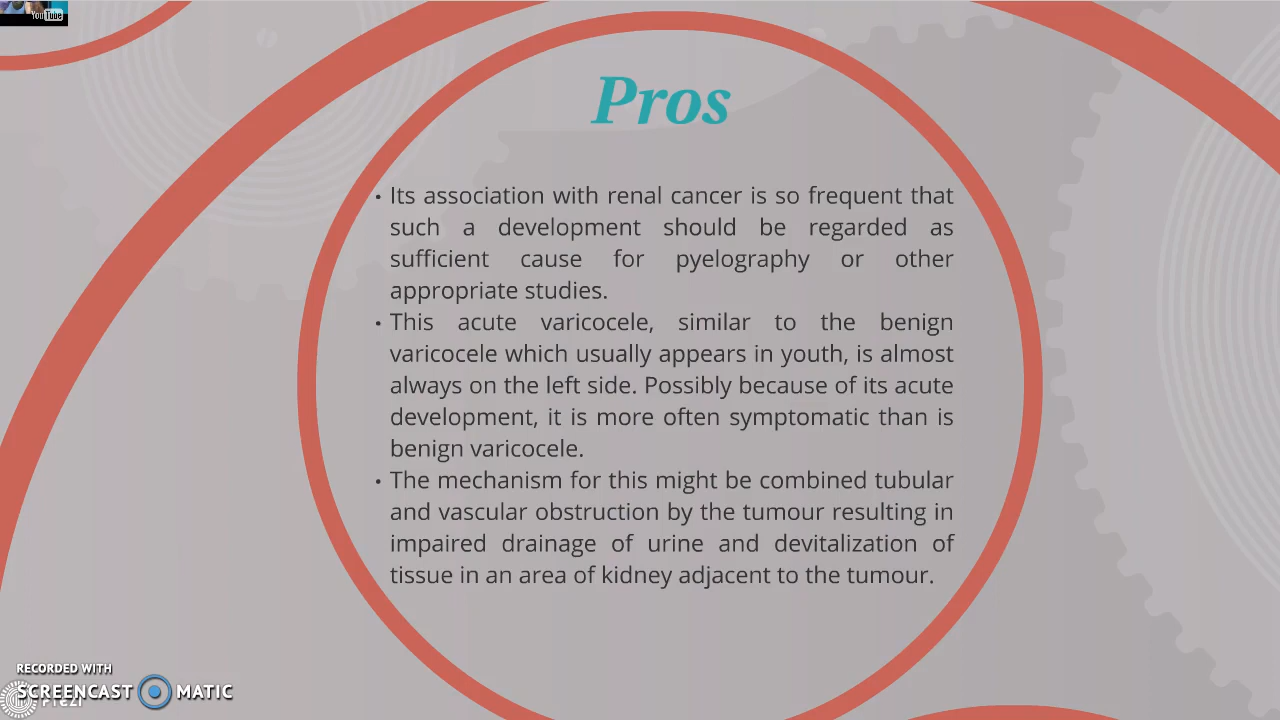 YouTube
Pros
• Its association with renal cancer is so frequent that
such a development should be regarded as
sufficient cause for pyelography or other
appropriate studies.
• This acute varicocele, similar to the benign
varicocele which usually appears in youth, is almost
always on the left side. Possibly because of its acute
development, it is more often symptomatic than is
benign varicocele.
• The mechanism for this might be combined tubular
and vascular obstruction by the tumour resulting in
impaired drainage of urine and devitalization of
tissue in an area of kidney adjacent to the tumour.
RECORDED WITH
SCREENCAST MATIC
Prezi